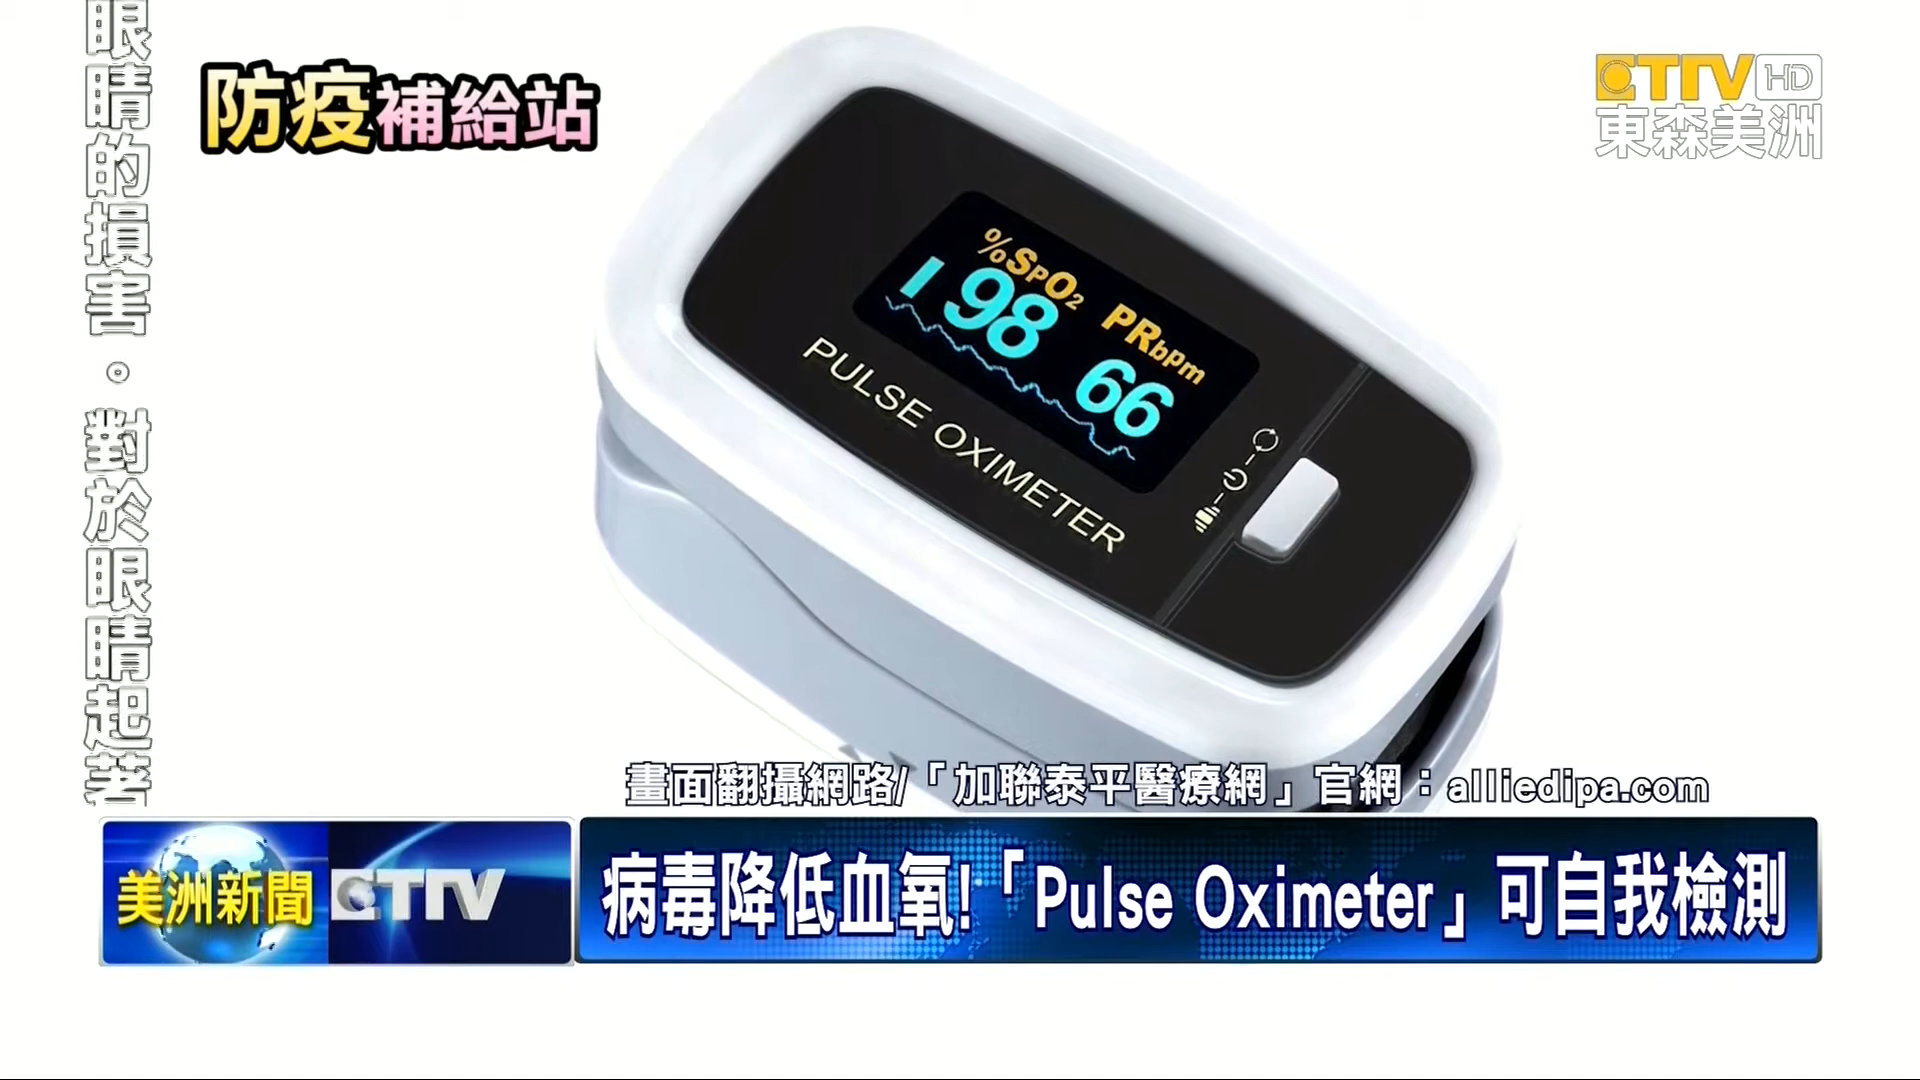 眼睛的損害。對於眼睛起著
防疫補給站
ETTV HD
東森美洲
%SpO2
98
PRbpm
66
PULSE OXIMETER
畫面翻攝網路/「加聯泰平醫療網」官網：alliedipa.com
美洲新聞
ETTV
病毒降低血氧!「Pulse Oximeter」可自我檢測